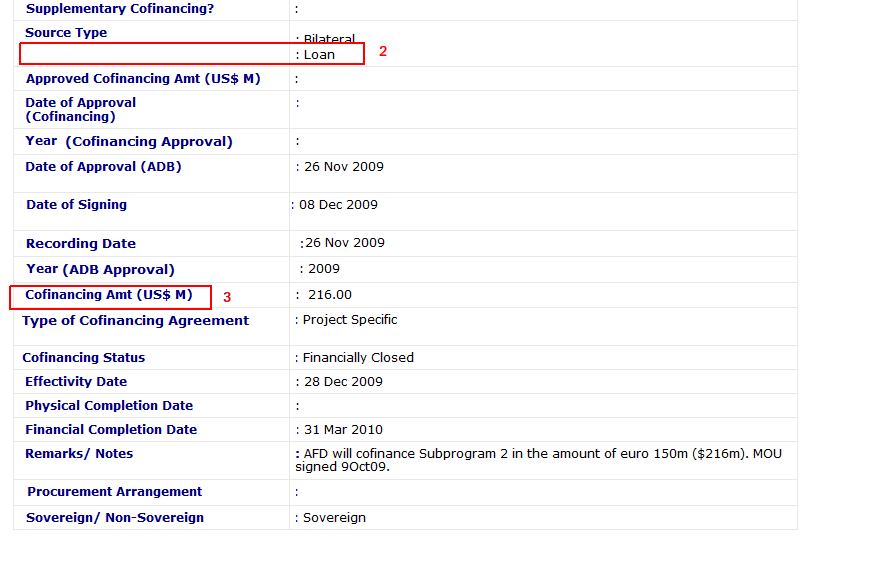 Supplementary Cofinancing? :
Source Type : Bilateral
: Loan 2
Approved Cofinancing Amt (US$ M) :
Date of Approval :
(Cofinancing)
Year (Cofinancing Approval) :
Date of Approval (ADB) : 26 Nov 2009
Date of Signing : 08 Dec 2009
Recording Date :26 Nov 2009
Year (ADB Approval) : 2009
Cofinancing Amt (US$ M) 3 : 216.00
Type of Cofinancing Agreement : Project Specific
Cofinancing Status : Financially Closed
Effectivity Date : 28 Dec 2009
Physical Completion Date :
Financial Completion Date : 31 Mar 2010
Remarks/ Notes : AFD will cofinance Subprogram 2 in the amount of euro 150m ($216m). MOU
signed 9Oct09.
Procurement Arrangement :
Sovereign/ Non-Sovereign : Sovereign